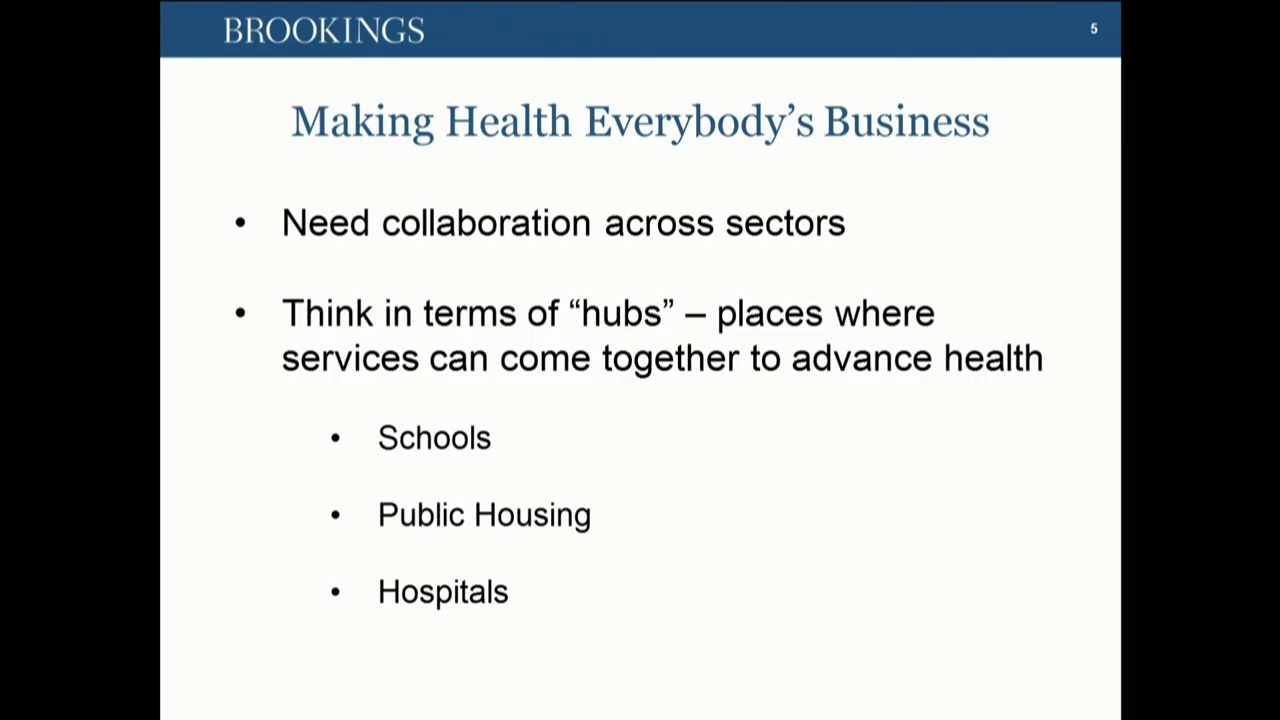 BROOKINGS
5
Making Health Everybody’s Business
• Need collaboration across sectors
• Think in terms of “hubs” – places where
services can come together to advance health
• Schools
• Public Housing
• Hospitals